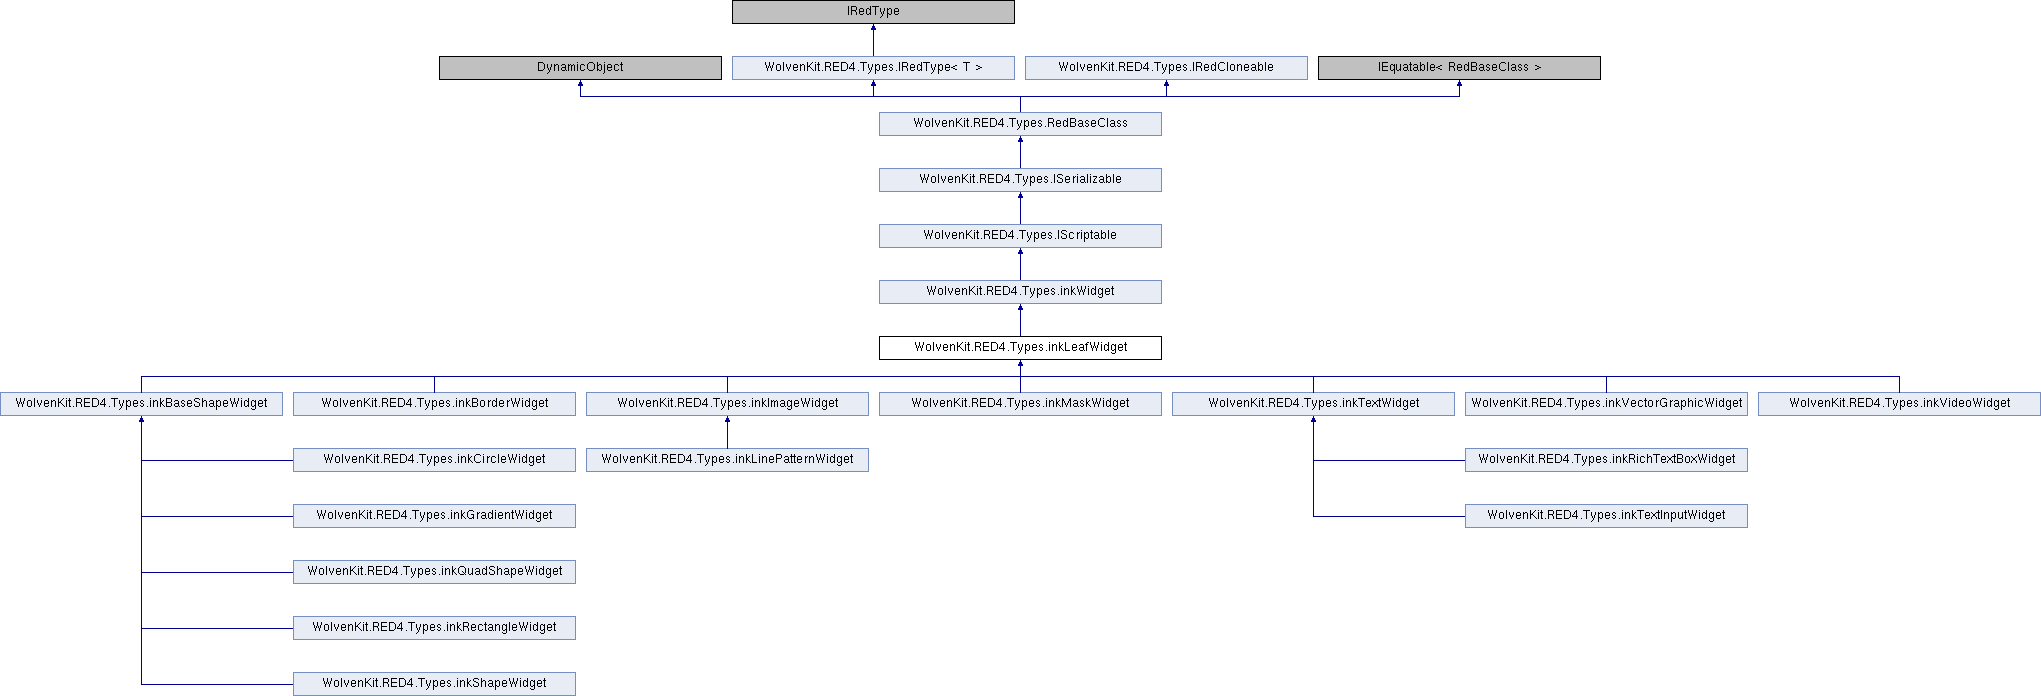 IRedType
DynamicObject
WolvenKit.RED4.Types.IRedType< T >
WolvenKit.RED4.Types.IRedCloneable
IEquatable< RedBaseClass >
WolvenKit.RED4.Types.RedBaseClass
WolvenKit.RED4.Types.ISerializable
WolvenKit.RED4.Types.IScriptable
WolvenKit.RED4.Types.inkWidget
WolvenKit.RED4.Types.inkLeafWidget
WolvenKit.RED4.Types.inkBaseShapeWidget
WolvenKit.RED4.Types.inkBorderWidget
WolvenKit.RED4.Types.inkImageWidget
WolvenKit.RED4.Types.inkMaskWidget
WolvenKit.RED4.Types.inkTextWidget
WolvenKit.RED4.Types.inkVectorGraphicWidget
WolvenKit.RED4.Types.inkVideoWidget
WolvenKit.RED4.Types.inkCircleWidget
WolvenKit.RED4.Types.inkLinePatternWidget
WolvenKit.RED4.Types.inkRichTextBoxWidget
WolvenKit.RED4.Types.inkGradientWidget
WolvenKit.RED4.Types.inkTextInputWidget
WolvenKit.RED4.Types.inkQuadShapeWidget
WolvenKit.RED4.Types.inkRectangleWidget
WolvenKit.RED4.Types.inkShapeWidget